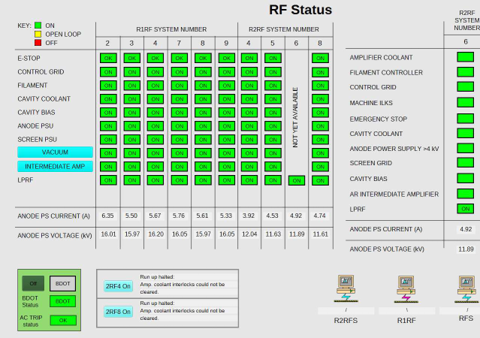 RF Status
KEY: ON
OPEN LOOP
OFF
R1RF SYSTEM NUMBER R2RF SYSTEM NUMBER
2 3 4 7 8 9 4 5 6 8
E-STOP OK OK OK OK OK OK ON ON ON
CONTROL GRID ON ON ON ON ON ON ON ON ON
FILAMENT ON ON ON ON ON ON ON ON ON
CAVITY COOLANT ON ON ON ON ON ON ON ON ON
CAVITY BIAS ON ON ON ON ON ON ON ON ON
ANODE PSU ON ON ON ON ON ON ON ON ON
SCREEN PSU ON ON ON ON ON ON ON ON ON
VACUUM ON ON ON ON ON ON ON ON ON
INTERMEDIATE AMP ON ON ON ON ON ON ON ON ON
LPRF ON ON ON ON ON ON ON ON ON ON
NOT YET AVAILABLE
ANODE PS CURRENT (A) 6.35 5.50 5.67 5.76 5.61 5.33 3.92 4.53 4.92 4.74
ANODE PS VOLTAGE (kV) 16.01 15.97 16.20 16.05 15.97 16.05 12.04 11.63 11.89 11.61
R2RF
SYSTEM
NUMBER
6
AMPLIFIER COOLANT
FILAMENT CONTROLLER
CONTROL GRID
MACHINE ILKS
EMERGENCY STOP
CAVITY COOLANT
ANODE POWER SUPPLY >4 kV
SCREEN GRID
CAVITY BIAS
AR INTERMEDIATE AMPLIFIER
LPRF ON
ANODE PS CURRENT (A) 4.92
ANODE PS VOLTAGE (kV) 11.89
OK BDOT
BDOT
Status BDOT
AC TRIP
status OK
2RF4 On
Run up halted:
Amp. coolant interlocks could not be
cleared.
2RF8 On
Run up halted:
Amp. coolant interlocks could not be
cleared.
/ / /
R2RFS R1RF RFS